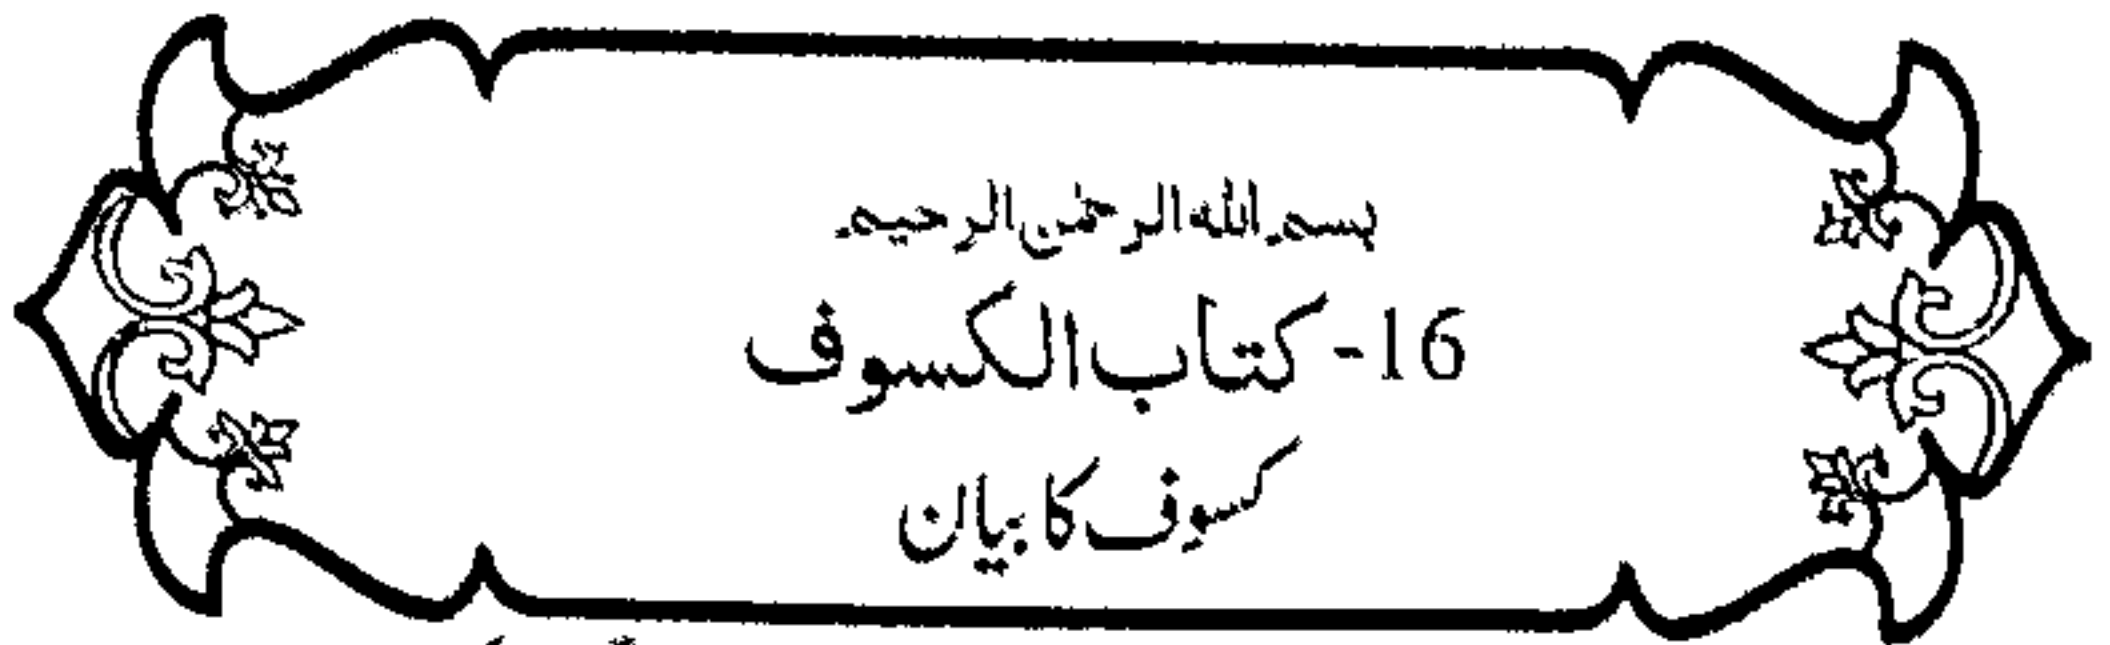 بسم الله الرحمن الرحيم
16- كتاب الكسوف
کسوف کا بیان